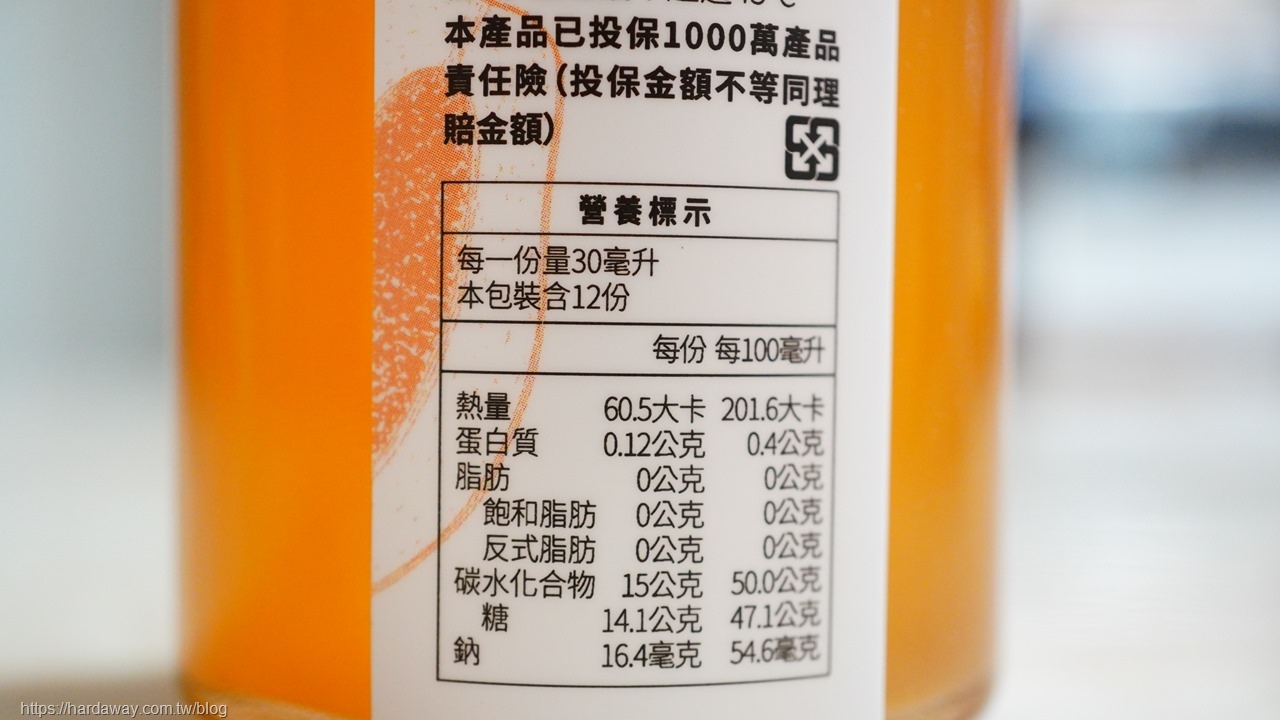 本產品已投保1000萬產品
責任險(投保金額不等同理
賠金額)
營養標示
每一份量30毫升
本包裝含12份
每份 每100毫升
熱量 60.5大卡 201.6大卡
蛋白質 0.12公克 0.4公克
脂肪 0公克 0公克
飽和脂肪 0公克 0公克
反式脂肪 0公克 0公克
碳水化合物 15公克 50.0公克
糖 14.1公克 47.1公克
鈉 16.4毫克 54.6毫克
https://hardaway.com.tw/blog